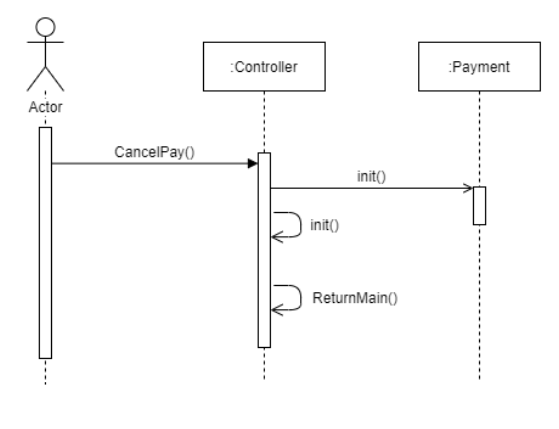 :Controller
:Payment
Actor
CancelPay()
init()
init()
ReturnMain()